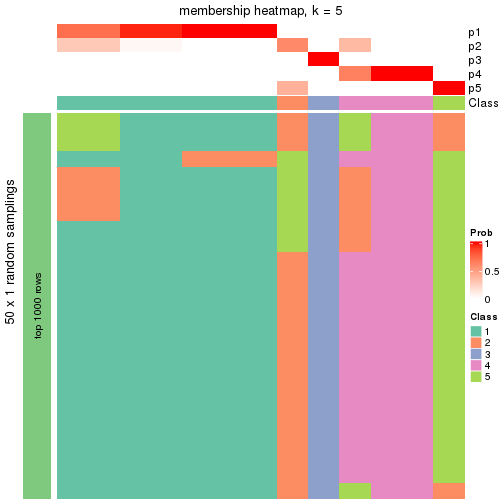 membership heatmap, k = 5
p1
p2
p3
p4
p5
Class
50 x 1 random samplings
top 1000 rows
Prob
1
0.5
0
Class
1
2
3
4
5